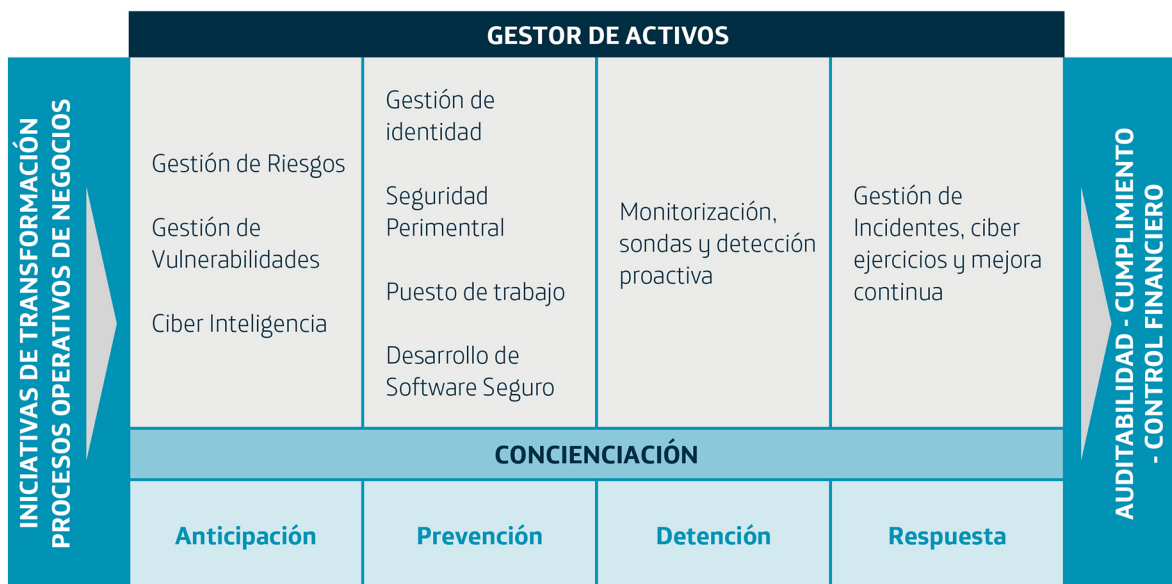 GESTOR DE ACTIVOS
INICIATIVAS DE TRANSFORMACIÓN
PROCESOS OPERATIVOS DE NEGOCIOS
Gestión de Riesgos
Gestión de
Vulnerabilidades
Ciber Inteligencia
Gestión de
identidad
Seguridad
Perimentral
Puesto de trabajo
Desarrollo de
Software Seguro
Monitorización,
sondas y detección
proactiva
Gestión de
Incidentes, ciber
ejercicios y mejora
continua
AUDITABILIDAD - CUMPLIMIENTO
- CONTROL FINANCIERO
CONCIENCIACIÓN
Anticipación
Prevención
Detención
Respuesta